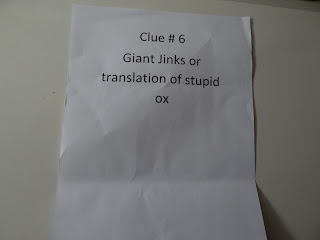 Clue # 6
Giant Jinks or
translation of stupid
ox